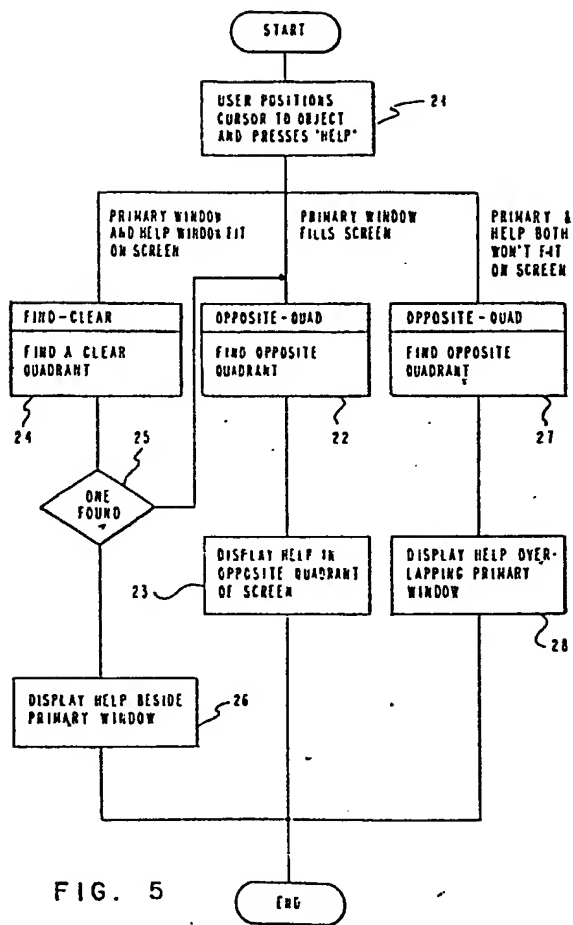 START
USER POSITIONS
CURSOR TO OBJECT
AND PRESSES "HELP"
21
PRIMARY WINDOW
AND HELP WINDOW FIT
ON SCREEN
PRIMARY WINDOW
FILLS SCREEN
PRIMARY &
HELP BOTH
WON'T FIT
ON SCREEN
FIND-CLEAR
FIND A CLEAR
QUADRANT
24
OPPOSITE-QUAD
FIND OPPOSITE
QUADRANT
22
OPPOSITE-QUAD
FIND OPPOSITE
QUADRANT
27
25
ONE
FOUND
DISPLAY HELP IN
OPPOSITE QUADRANT
OF SCREEN
23
DISPLAY HELP OVER-
LAPPING PRIMARY
WINDOW
28
DISPLAY HELP BESIDE
PRIMARY WINDOW
26
FIG. 5
END